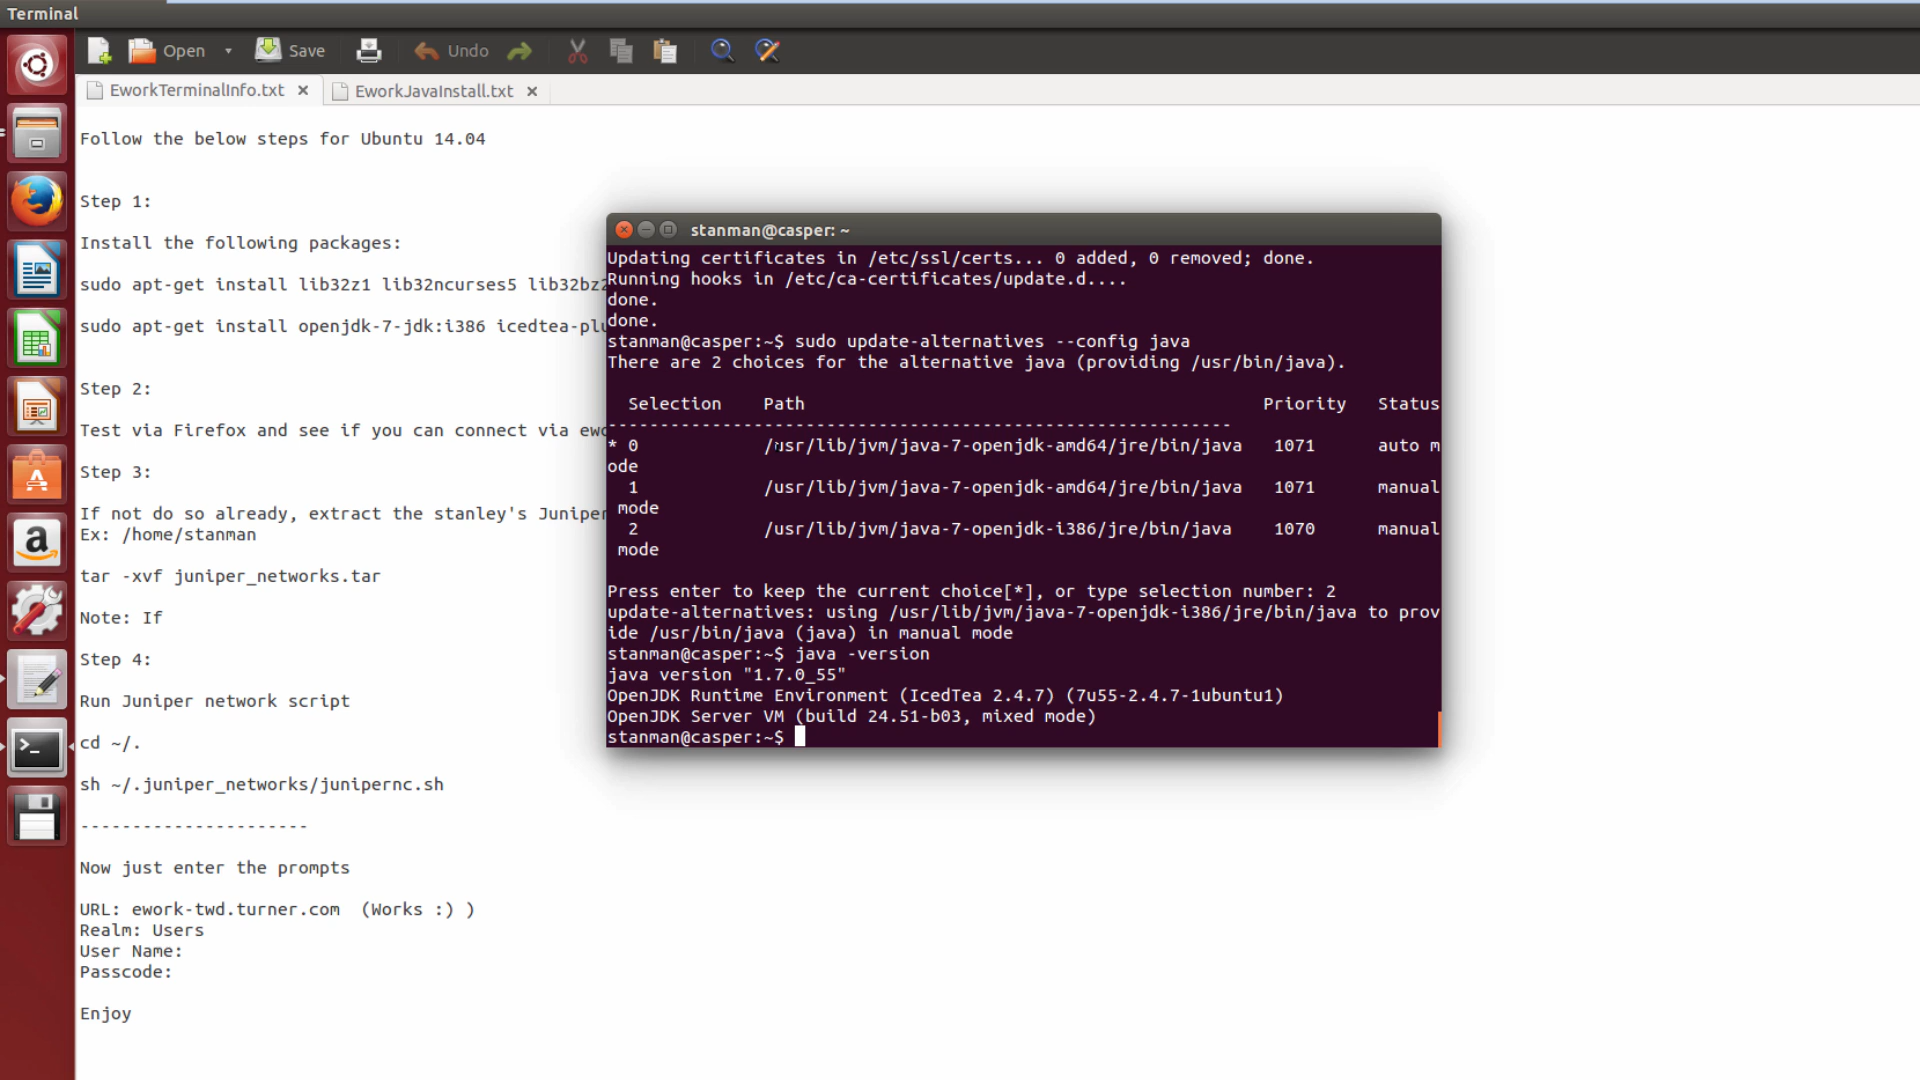 Terminal
Open
Save
Undo
EworkTerminalInfo.txt
EworkJavaInstall.txt
Follow the below steps for Ubuntu 14.04
Step 1:
Install the following packages:
sudo apt-get install lib32z1 lib32ncurses5
sudo apt-get install openjdk-7-jdk:i386
Step 2:
Test via Firefox and see if you can connect via
Step 3:
If not do so already, extract the stanley's Juniper
Ex: /home/stanman
tar -xvf juniper_networks.tar
Note: If
Step 4:
Run Juniper network script
cd ~/.
sh ~/.juniper_networks/junipernc.sh
----------------------
Now just enter the prompts
URL: ework-twd.turner.com  (Works :) )
Realm: Users
User Name:
Passcode:
Enjoy
stanman@casper: ~
Updating certificates in /etc/ssl/certs... 0 added, 0 removed; done.
Running hooks in /etc/ca-certificates/update.d....
done.
done.
stanman@casper:~$ sudo update-alternatives --config java
There are 2 choices for the alternative java (providing /usr/bin/java).
Selection    Path    Priority   Status
------------------------------------------------------------
* 0    /usr/lib/jvm/java-7-openjdk-amd64/jre/bin/java   1071   auto m
ode
1    /usr/lib/jvm/java-7-openjdk-amd64/jre/bin/java   1071   manual
mode
2    /usr/lib/jvm/java-7-openjdk-i386/jre/bin/java   1070   manual
mode
Press enter to keep the current choice[*], or type selection number: 2
update-alternatives: using /usr/lib/jvm/java-7-openjdk-i386/jre/bin/java to prov
ide /usr/bin/java (java) in manual mode
stanman@casper:~$ java -version
java version "1.7.0_55"
OpenJDK Runtime Environment (IcedTea 2.4.7) (7u55-2.4.7-1ubuntu1)
OpenJDK Server VM (build 24.51-b03, mixed mode)
stanman@casper:~$